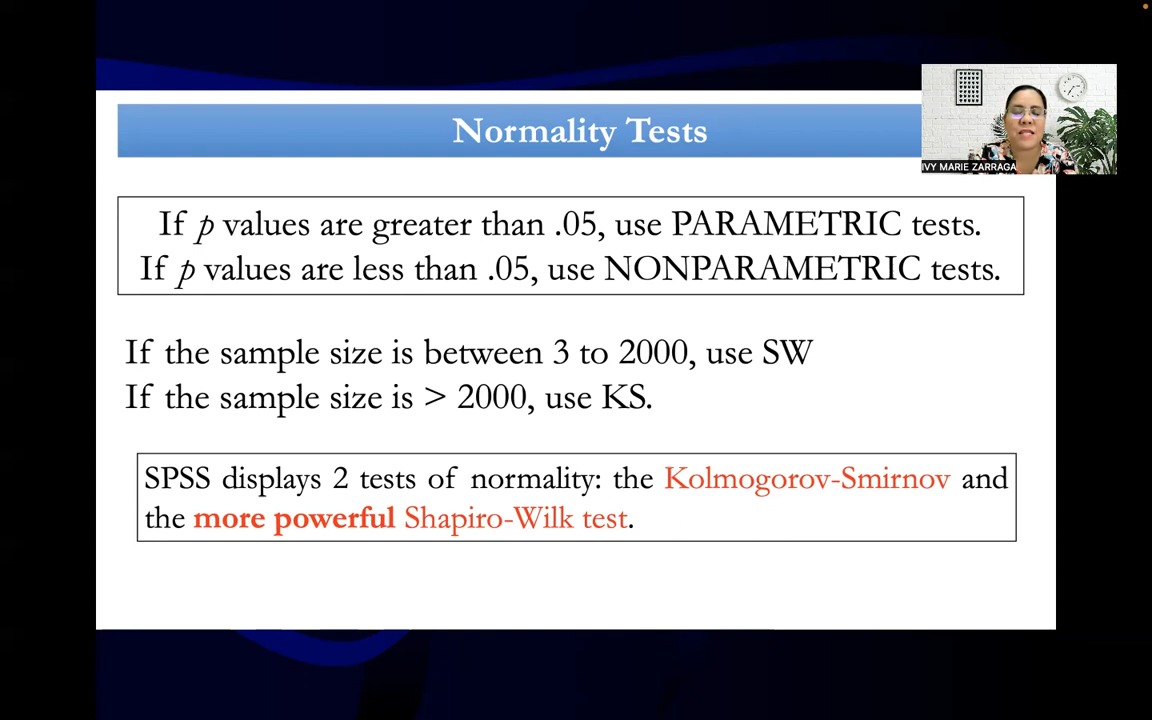 Normality Tests
IVY MARIE ZARRAGA
If p values are greater than .05, use PARAMETRIC tests.
If p values are less than .05, use NONPARAMETRIC tests.
If the sample size is between 3 to 2000, use SW
If the sample size is > 2000, use KS.
SPSS displays 2 tests of normality: the Kolmogorov-Smirnov and
the more powerful Shapiro-Wilk test.